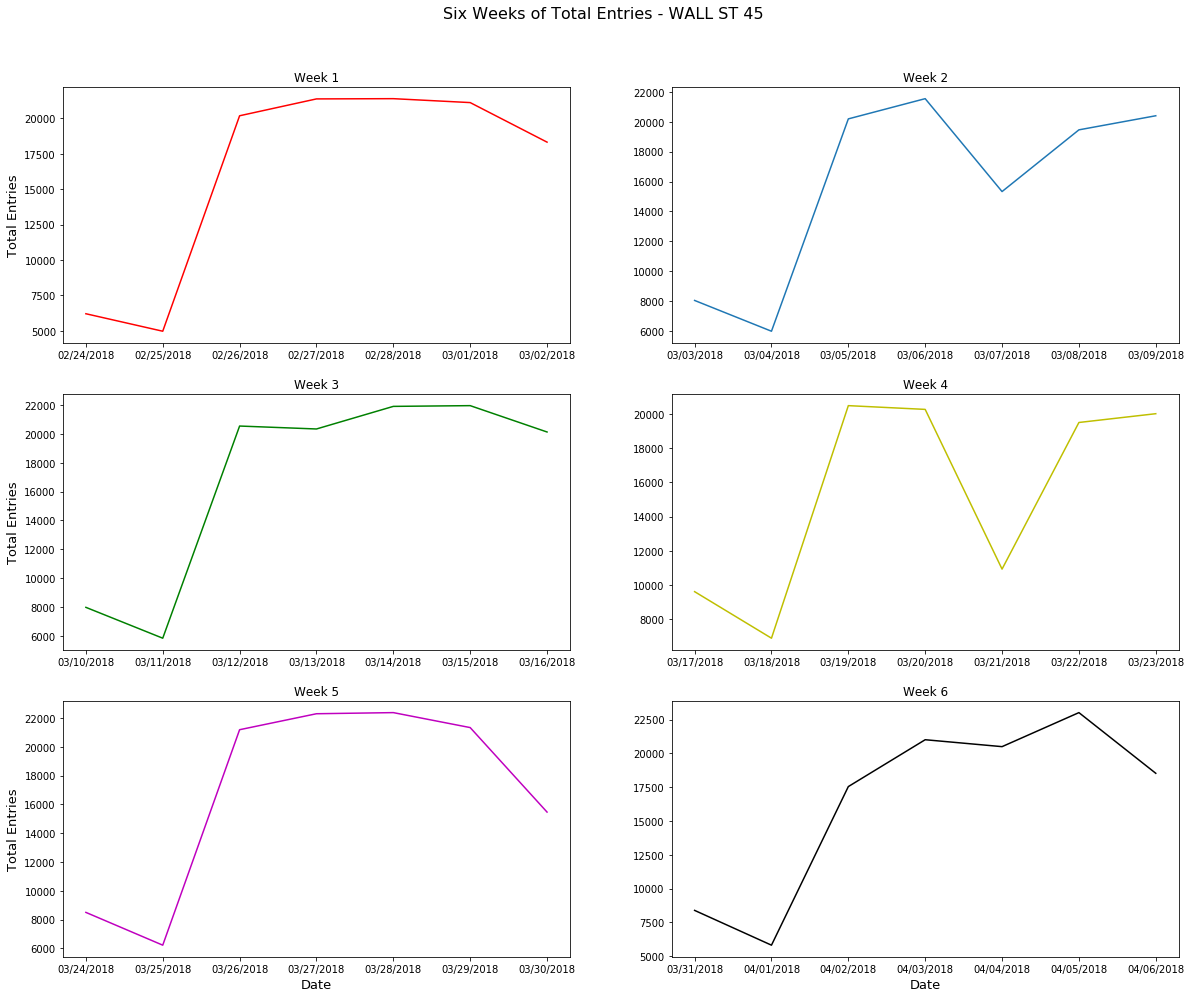 Six Weeks of Total Entries - WALL ST 45
Week 1
Total Entries
20000
17500
15000
12500
10000
7500
5000
02/24/2018 02/25/2018 02/26/2018 02/27/2018 02/28/2018 03/01/2018 03/02/2018
Week 2
22000
20000
18000
16000
14000
12000
10000
8000
6000
03/03/2018 03/04/2018 03/05/2018 03/06/2018 03/07/2018 03/08/2018 03/09/2018
Week 3
Total Entries
22000
20000
18000
16000
14000
12000
10000
8000
6000
03/10/2018 03/11/2018 03/12/2018 03/13/2018 03/14/2018 03/15/2018 03/16/2018
Week 4
20000
18000
16000
14000
12000
10000
8000
03/17/2018 03/18/2018 03/19/2018 03/20/2018 03/21/2018 03/22/2018 03/23/2018
Week 5
Total Entries
22000
20000
18000
16000
14000
12000
10000
8000
6000
03/24/2018 03/25/2018 03/26/2018 03/27/2018 03/28/2018 03/29/2018 03/30/2018
Date
Week 6
22500
20000
17500
15000
12500
10000
7500
5000
03/31/2018 04/01/2018 04/02/2018 04/03/2018 04/04/2018 04/05/2018 04/06/2018
Date